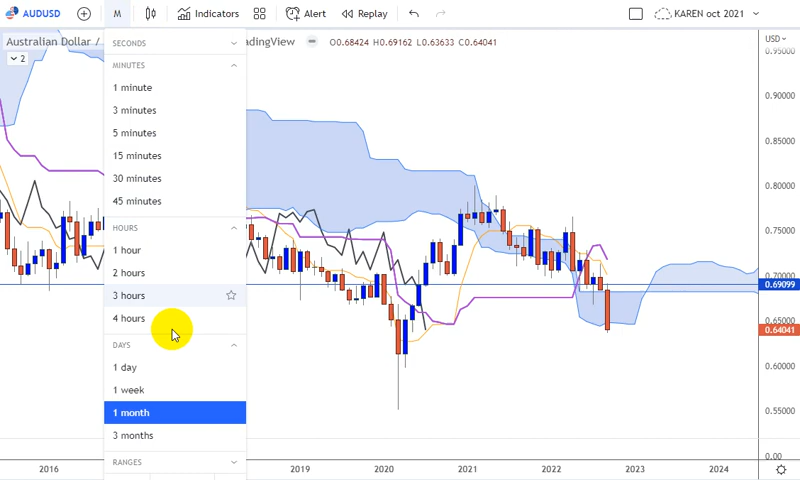 AUDUSD
M
Indicators
Alert
Replay
KAREN oct 2021
Australian Dollar /
adingView
O0.68424 H0.69162 L0.63633 C0.64041
USD
2
SECONDS
MINUTES
1 minute
3 minutes
5 minutes
15 minutes
30 minutes
45 minutes
HOURS
1 hour
2 hours
3 hours
4 hours
DAYS
1 day
1 week
1 month
3 months
RANGES
0.95000
0.90000
0.85000
0.80000
0.75000
0.70000
0.69099
0.65000
0.64041
0.60000
0.55000
0.00
2016
2019
2020
2021
2022
2023
2024